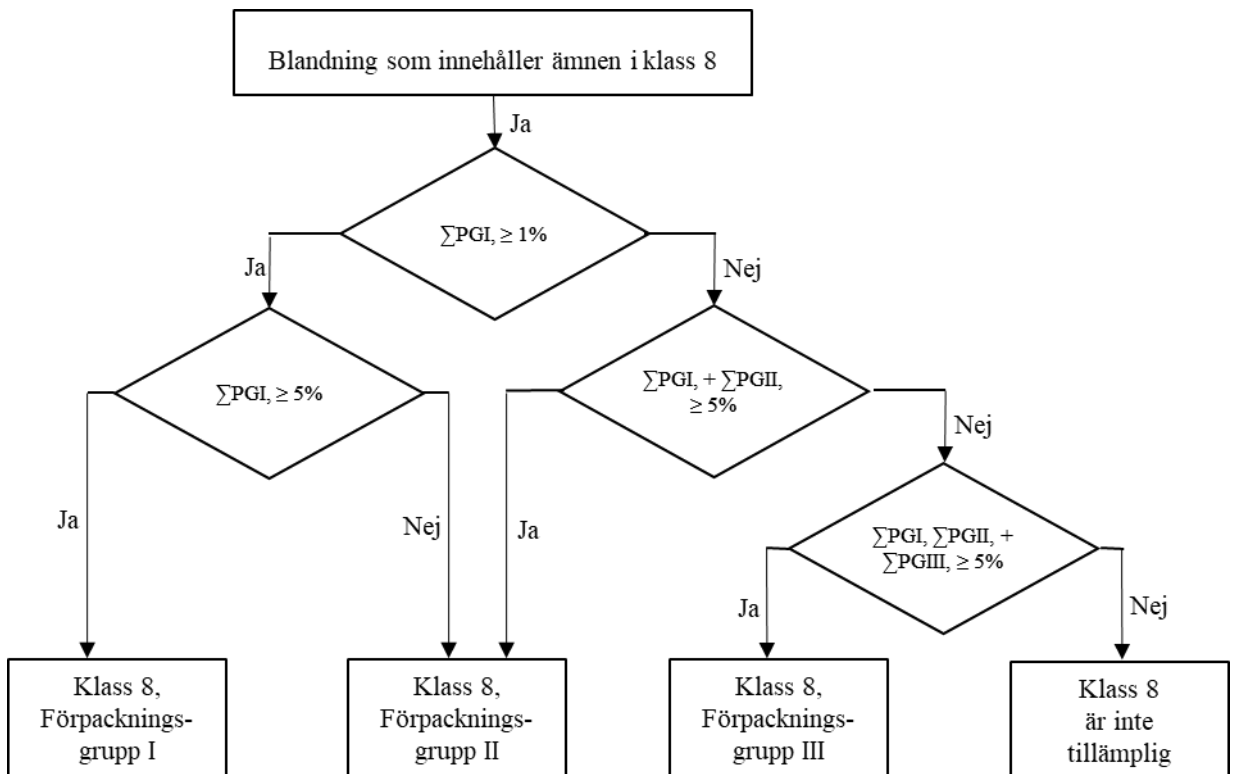 Blandning som innehåller ämnen i klass 8
Ja
∑PGI, ≥ 1%
Ja
Nej
∑PGI, ≥ 5%
∑PGI, + ∑PGII,
≥ 5%
Nej
Ja
Nej
Ja
∑PGI, ∑PGII, +
∑PGIII, ≥ 5%
Ja
Nej
Klass 8,
Förpacknings-
grupp I
Klass 8,
Förpacknings-
grupp II
Klass 8,
Förpacknings-
grupp III
Klass 8
är inte
tillämplig